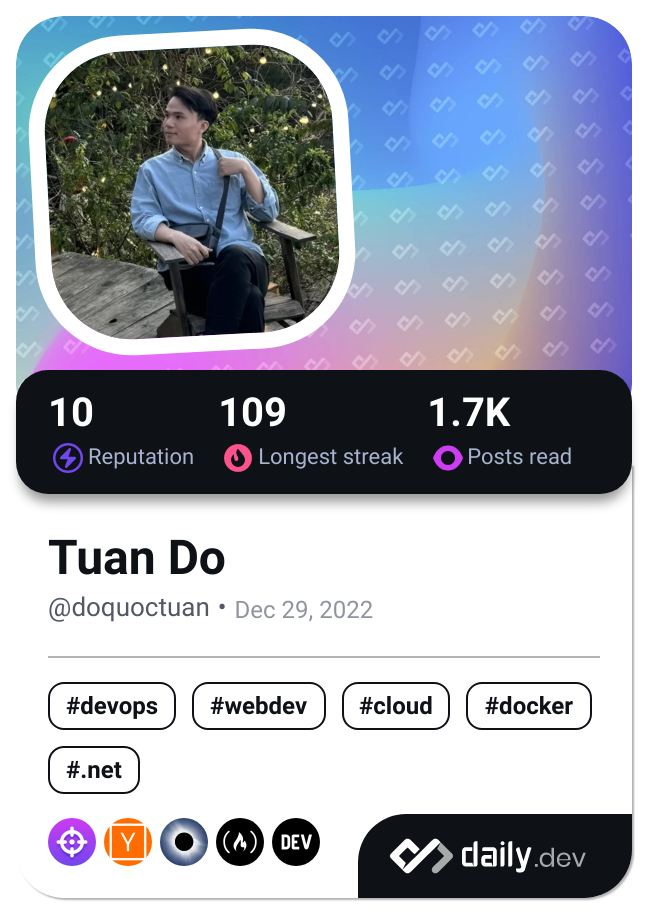 10 109 1.7K
Reputation Longest streak Posts read
Tuan Do
@doquoctuan • Dec 29, 2022
#devops #webdev #cloud #docker
#.net
Y DEV
daily.dev